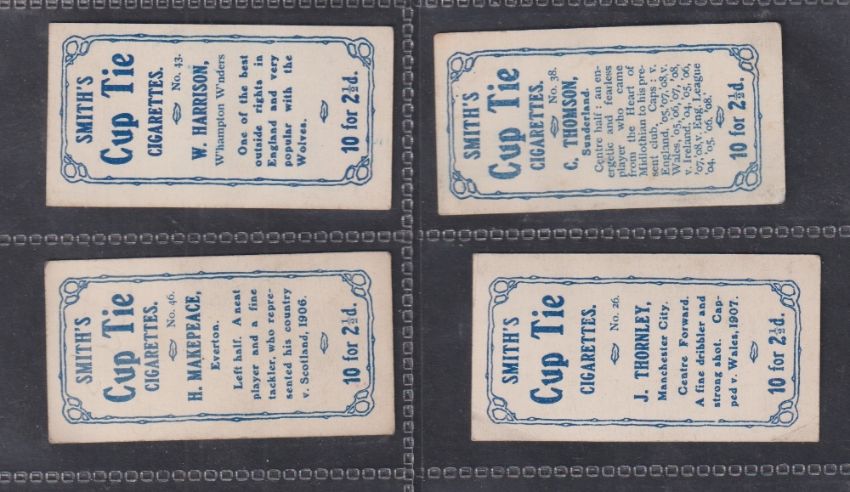 SMITH'S
Cup Tie
CIGARETTES.
No. 43.
W. HARRISON,
W'hampton W'nders
One of the best
outside rights in
England and very
popular with the
Wolves.
10 for 2½d.
SMITH'S
Cup Tie
CIGARETTES.
No. 38.
C. THOMSON,
Sunderland.
Centre half: an en-
ergetic and fearless
player who came
from the Heart of
Midlothian to his pre-
sent club, Caps: v.
England, '05,'07,'08, v.
Wales, '05, '06, '07, '08,
v. Ireland, '04, '05, '06,
'07, '08, v. Eng. League
'04, '05, '06, '08.'
10 for 2½d.
SMITH'S
Cup Tie
CIGARETTES.
No. 46.
H. MAKEPEACE,
Everton.
Left half. A neat
player and a fine
tackler, who repre-
sented his country
v. Scotland, 1906.
10 for 2½d.
SMITH'S
Cup Tie
CIGARETTES.
No. 26.
J. THORNLEY,
Manchester City.
Centre Forward.
A fine dribbler and
strong shot. Cap-
ped v. Wales, 1907.
10 for 2½d.